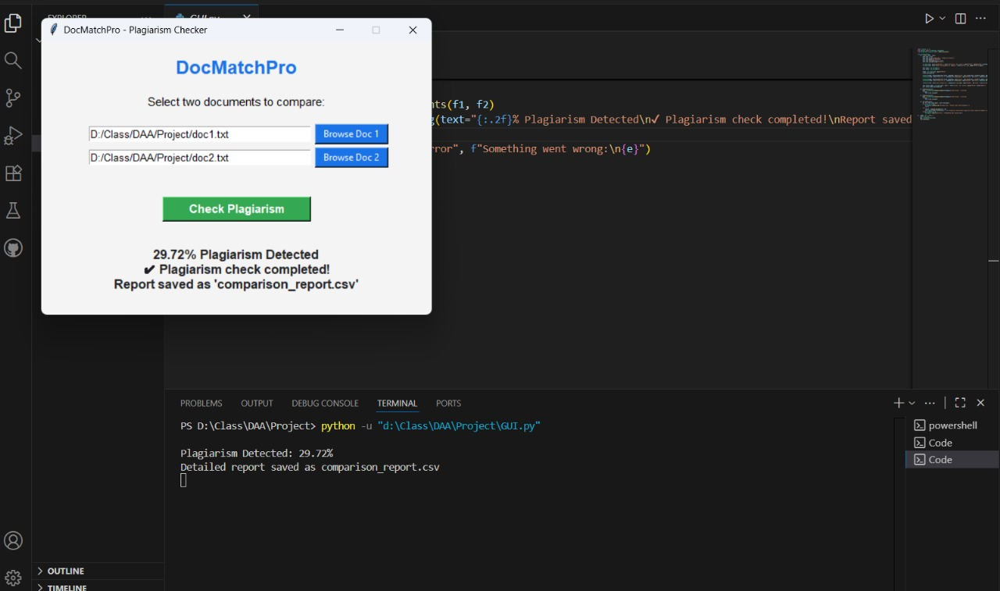 EXPLORER
GUI.py
DocMatchPro - Plagiarism Checker
DocMatchPro
Select two documents to compare:
D:/Class/DAA/Project/doc1.txt
Browse Doc 1
D:/Class/DAA/Project/doc2.txt
Browse Doc 2
Check Plagiarism
29.72% Plagiarism Detected
✔ Plagiarism check completed!
Report saved as 'comparison_report.csv'
nts(f1, f2)
g(text="{:.2f}% Plagiarism Detected\n✔ Plagiarism check completed!\nReport saved
rror", f"Something went wrong:\n{e}")
PROBLEMS OUTPUT DEBUG CONSOLE TERMINAL PORTS
PS D:\Class\DAA\Project> python -u "d:\Class\DAA\Project\GUI.py"
Plagiarism Detected: 29.72%
Detailed report saved as comparison_report.csv
powershell
Code
Code
OUTLINE
TIMELINE